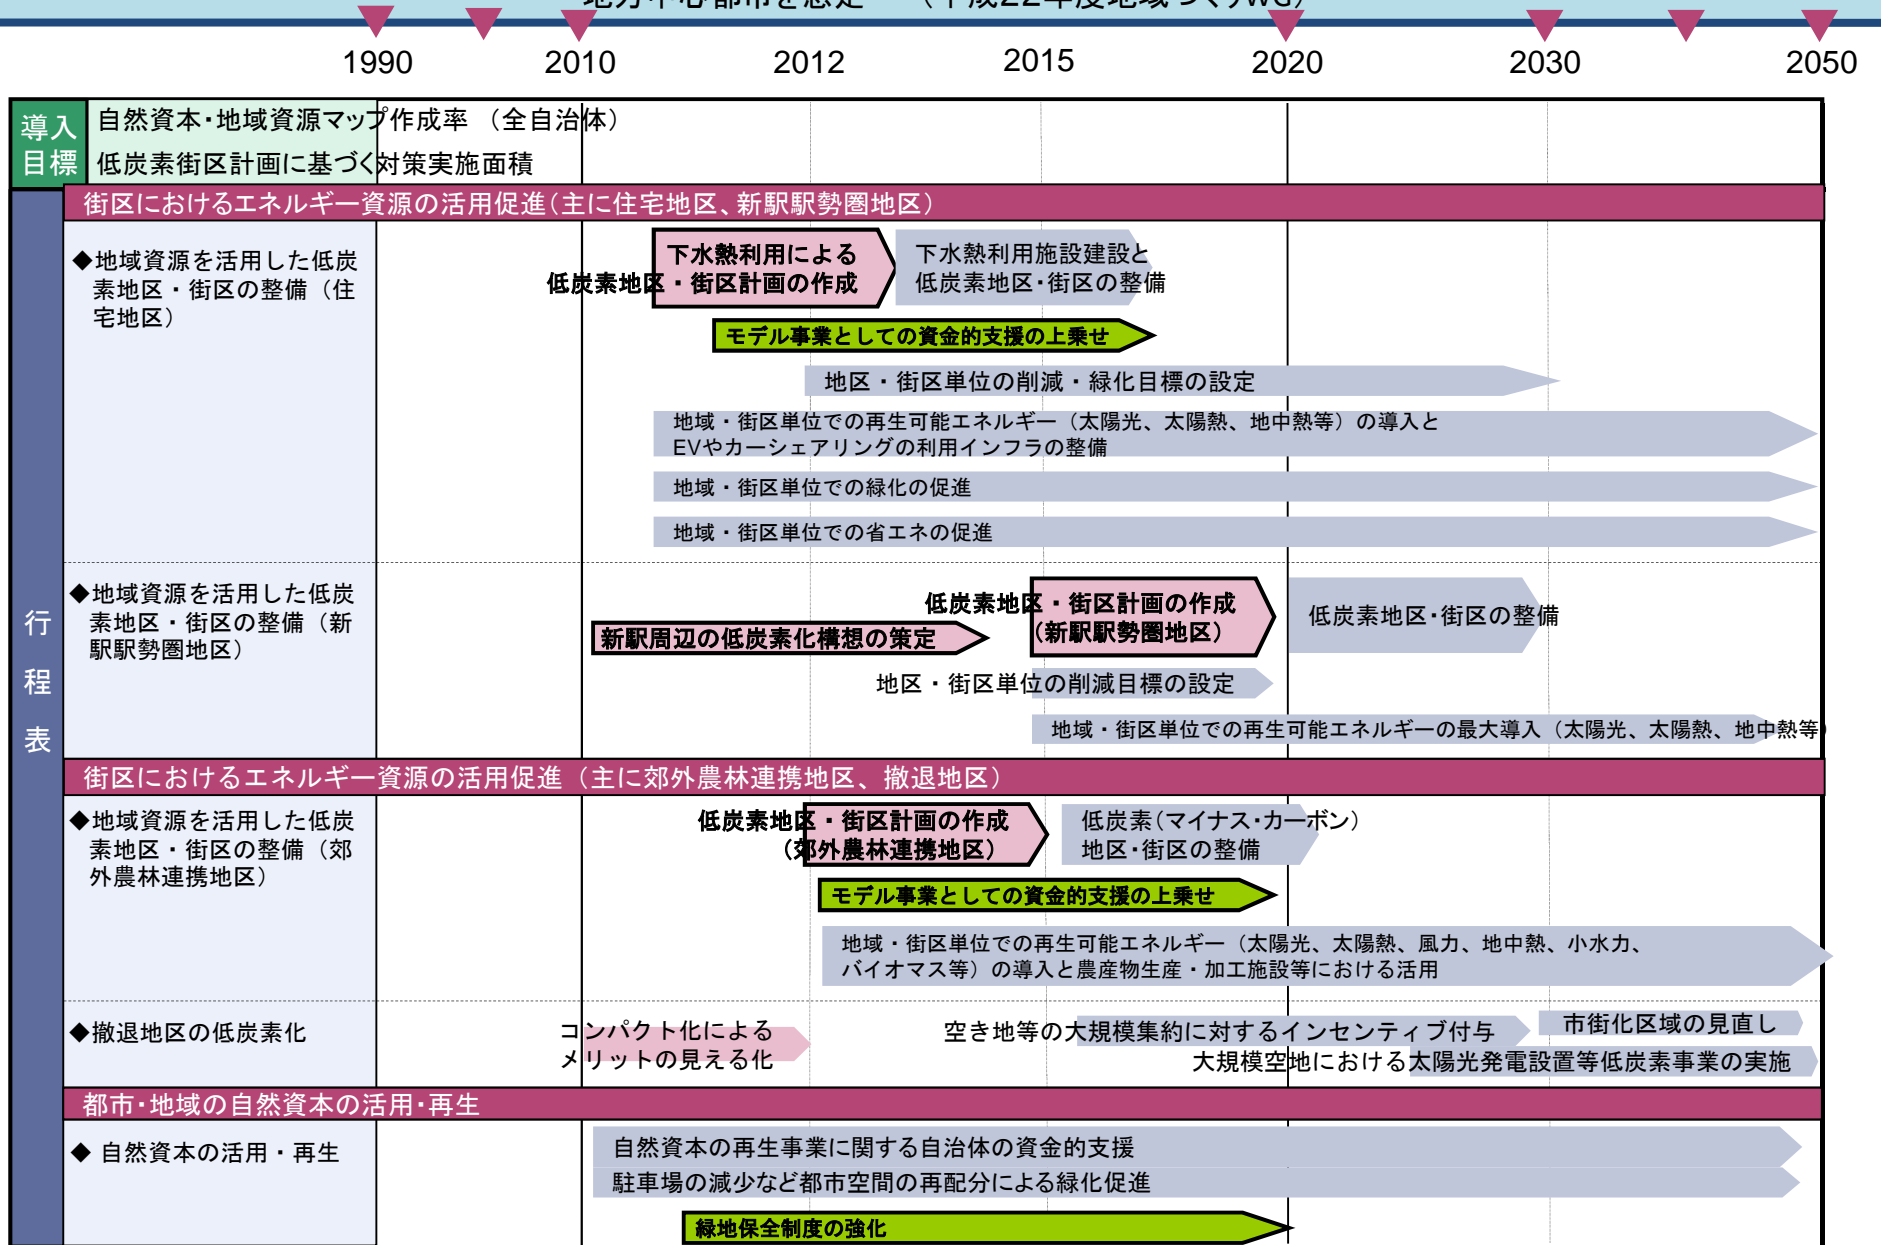 地方中心都市を想定 （平成22年度地域づくりWG）
1990 2010 2012 2015 2020 2030 2050
導入
目標
自然資本・地域資源マップ作成率 （全自治体）
低炭素街区計画に基づく対策実施面積
行
程
表
街区におけるエネルギー資源の活用促進（主に住宅地区、新駅駅勢圏地区）
◆地域資源を活用した低炭
素地区・街区の整備（住
宅地区）
下水熱利用による
低炭素地区・街区計画の作成
下水熱利用施設建設と
低炭素地区・街区の整備
モデル事業としての資金的支援の上乗せ
地区・街区単位の削減・緑化目標の設定
地域・街区単位での再生可能エネルギー（太陽光、太陽熱、地中熱等）の導入と
EVやカーシェアリングの利用インフラの整備
地域・街区単位での緑化の促進
地域・街区単位での省エネの促進
◆地域資源を活用した低炭
素地区・街区の整備（新
駅駅勢圏地区）
新駅周辺の低炭素化構想の策定
低炭素地区・街区計画の作成
（新駅駅勢圏地区）
低炭素地区・街区の整備
地区・街区単位の削減目標の設定
地域・街区単位での再生可能エネルギーの最大導入（太陽光、太陽熱、地中熱等）
街区におけるエネルギー資源の活用促進（主に郊外農林連携地区、撤退地区）
◆地域資源を活用した低炭
素地区・街区の整備（郊
外農林連携地区）
低炭素地区・街区計画の作成
（郊外農林連携地区）
低炭素（マイナス・カーボン）
地区・街区の整備
モデル事業としての資金的支援の上乗せ
地域・街区単位での再生可能エネルギー（太陽光、太陽熱、風力、地中熱、小水力、
バイオマス等）の導入と農産物生産・加工施設等における活用
◆撤退地区の低炭素化
コンパクト化による
メリットの見える化
空き地等の大規模集約に対するインセンティブ付与
市街化区域の見直し
大規模空地における太陽光発電設置等低炭素事業の実施
都市・地域の自然資本の活用・再生
◆ 自然資本の活用・再生
自然資本の再生事業に関する自治体の資金的支援
駐車場の減少など都市空間の再配分による緑化促進
緑地保全制度の強化